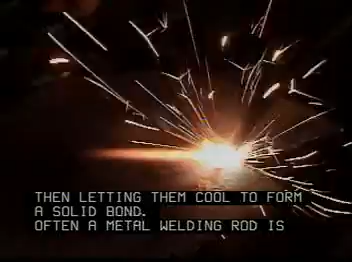 THEN LETTING THEM COOL TO FORM
A SOLID BOND.
OFTEN A METAL WELDING ROD IS